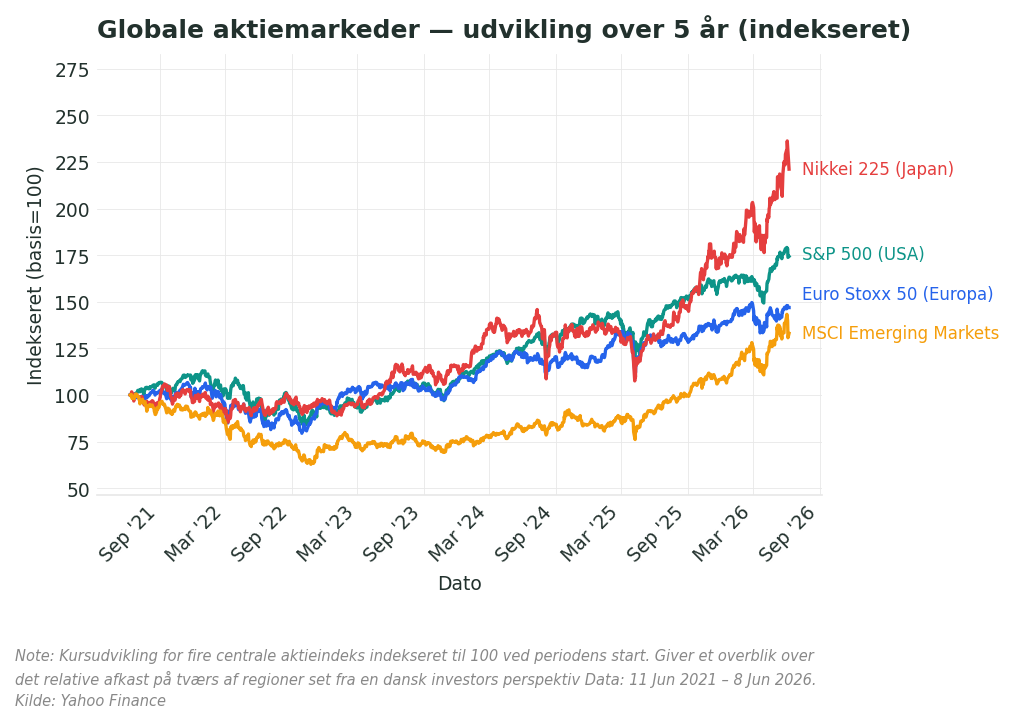 Globale aktiemarkeder — udvikling over 5 år (indekseret)
Indekseret (basis=100)
275
250
225
200
175
150
125
100
75
50
Nikkei 225 (Japan)
S&P 500 (USA)
Euro Stoxx 50 (Europa)
MSCI Emerging Markets
Sep '21
Mar '22
Sep '22
Mar '23
Sep '23
Mar '24
Sep '24
Mar '25
Sep '25
Mar '26
Sep '26
Dato
Note: Kursudvikling for fire centrale aktieindeks indekseret til 100 ved periodens start. Giver et overblik over
det relative afkast på tværs af regioner set fra en dansk investors perspektiv Data: 11 Jun 2021 – 8 Jun 2026.
Kilde: Yahoo Finance